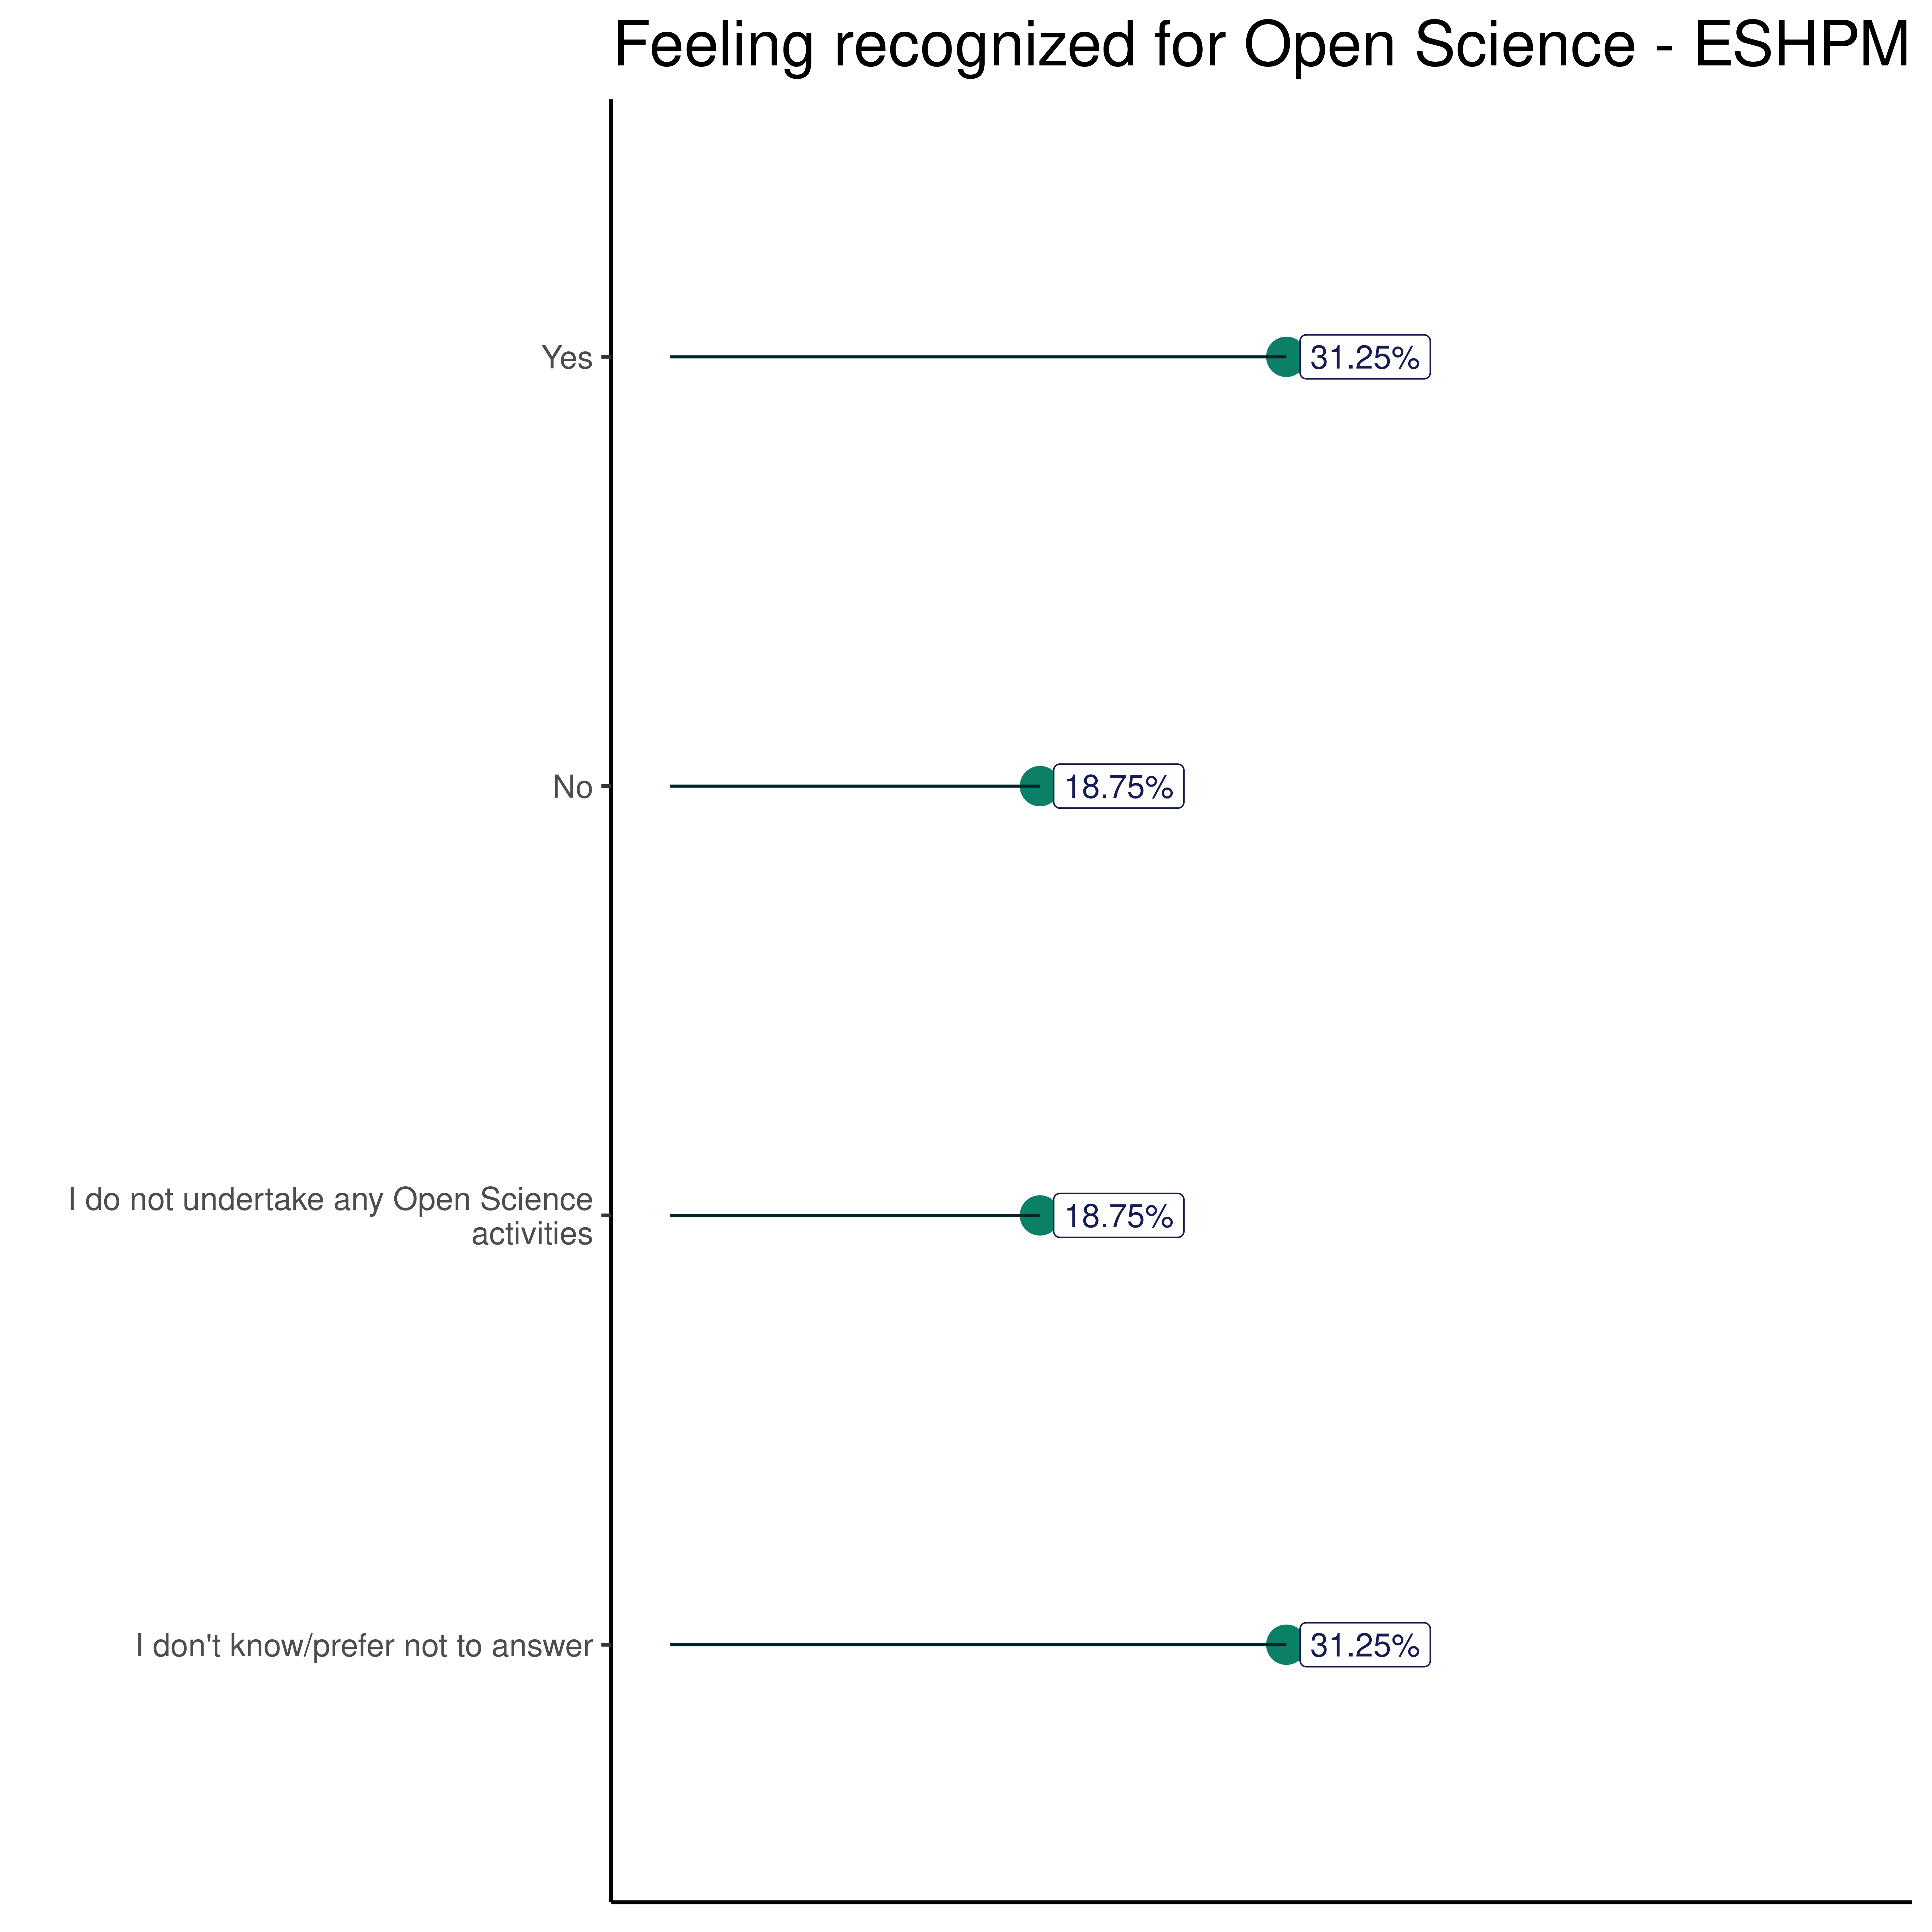 Feeling recognized for Open Science - ESHPM
Yes
31.25%
No
18.75%
I do not undertake any Open Science
activities
18.75%
I don't know/prefer not to answer
31.25%